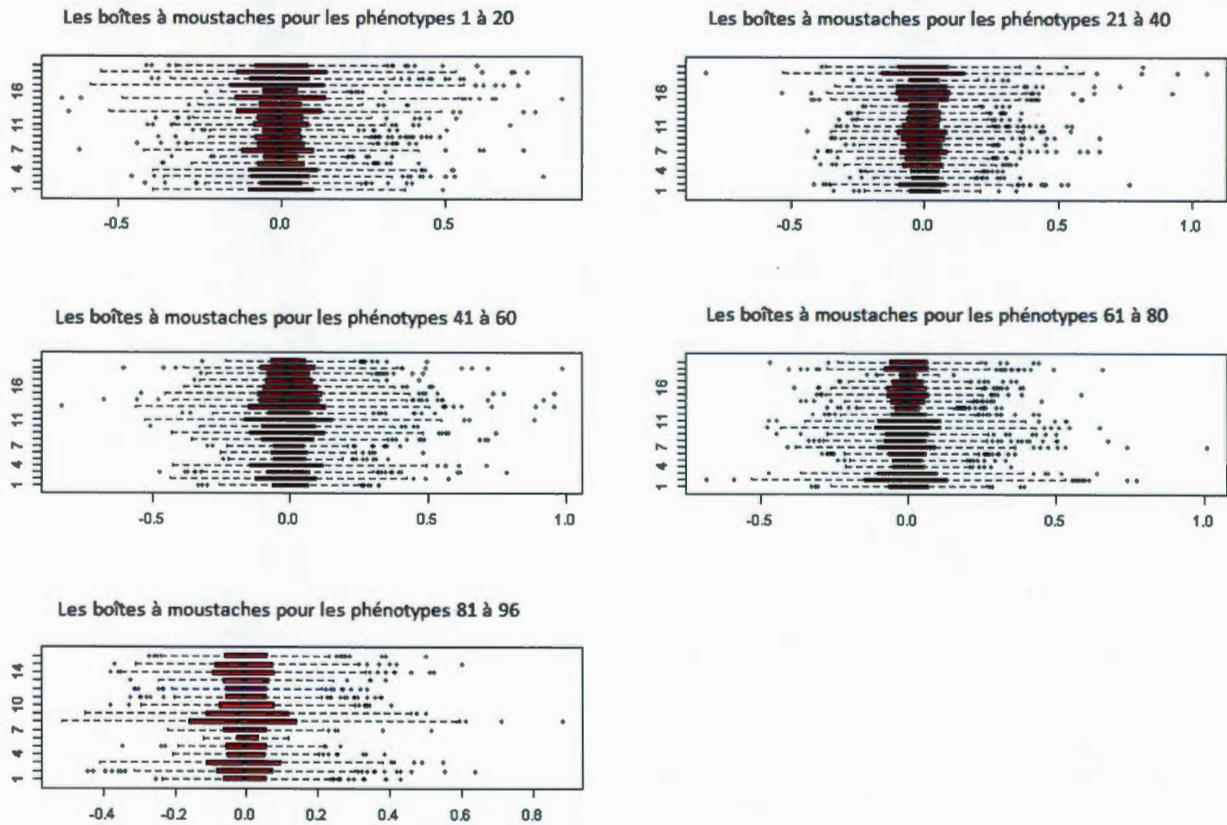 Les boîtes à moustaches pour les phénotypes 1 à 20
1 4 7 11 16
-0.5 0.0 0.5
Les boîtes à moustaches pour les phénotypes 21 à 40
1 4 7 11 16
-0.5 0.0 0.5 1.0
Les boîtes à moustaches pour les phénotypes 41 à 60
1 4 7 11 16
-0.5 0.0 0.5 1.0
Les boîtes à moustaches pour les phénotypes 61 à 80
1 4 7 11 16
-0.5 0.0 0.5 1.0
Les boîtes à moustaches pour les phénotypes 81 à 96
1 4 7 10 14
-0.4 -0.2 0.0 0.2 0.4 0.6 0.8